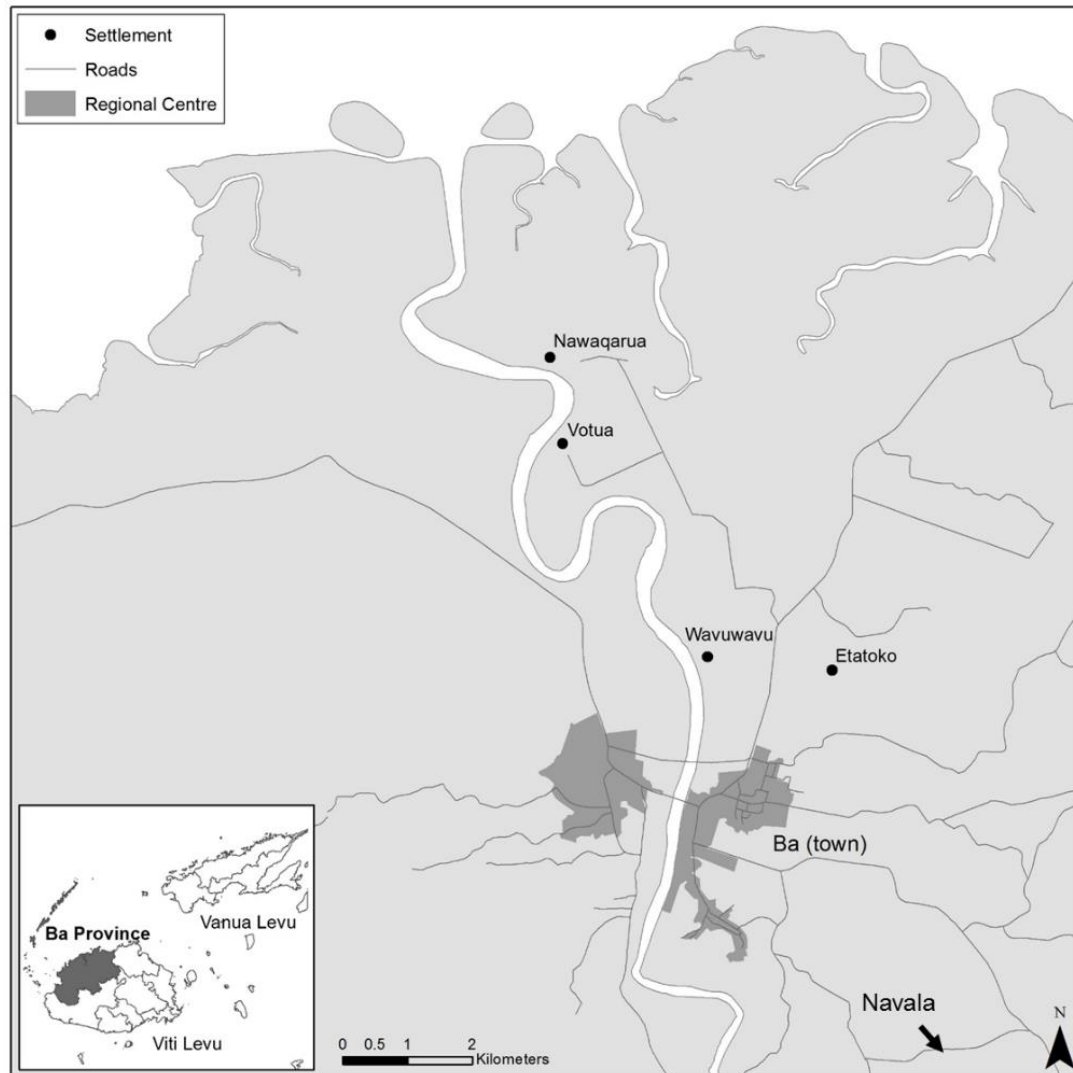 Settlement
Roads
Regional Centre
Nawaqarua
Votua
Wavuwavu
Etatoko
Ba (town)
Navala
Vanua Levu
Ba Province
Viti Levu
0 0.5 1 2
Kilometers
N